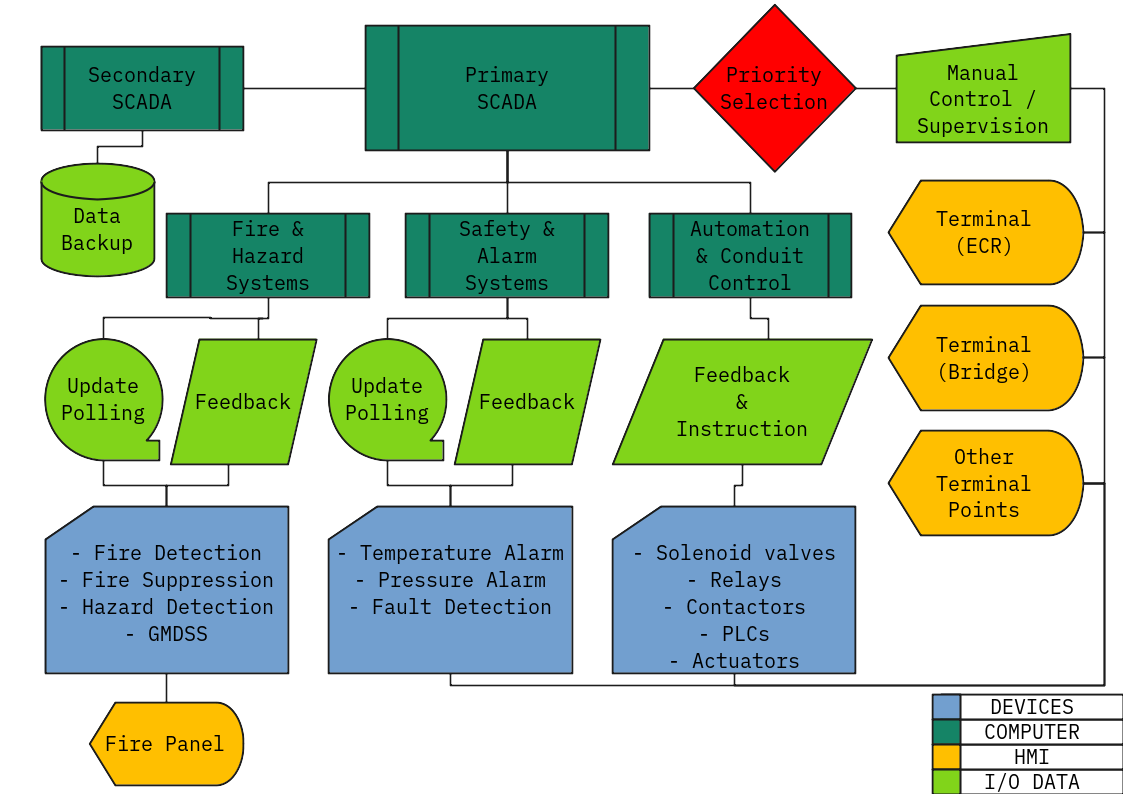 Secondary
SCADA
Primary
SCADA
Priority
Selection
Manual
Control /
Supervision
Data
Backup
Fire &
Hazard
Systems
Safety &
Alarm
Systems
Automation
& Conduit
Control
Terminal
(ECR)
Terminal
(Bridge)
Other
Terminal
Points
Update
Polling
Feedback
Update
Polling
Feedback
Feedback
&
Instruction
- Fire Detection
- Fire Suppression
- Hazard Detection
- GMDSS
- Temperature Alarm
- Pressure Alarm
- Fault Detection
- Solenoid valves
- Relays
- Contactors
- PLCs
- Actuators
Fire Panel
DEVICES
COMPUTER
HMI
I/O DATA